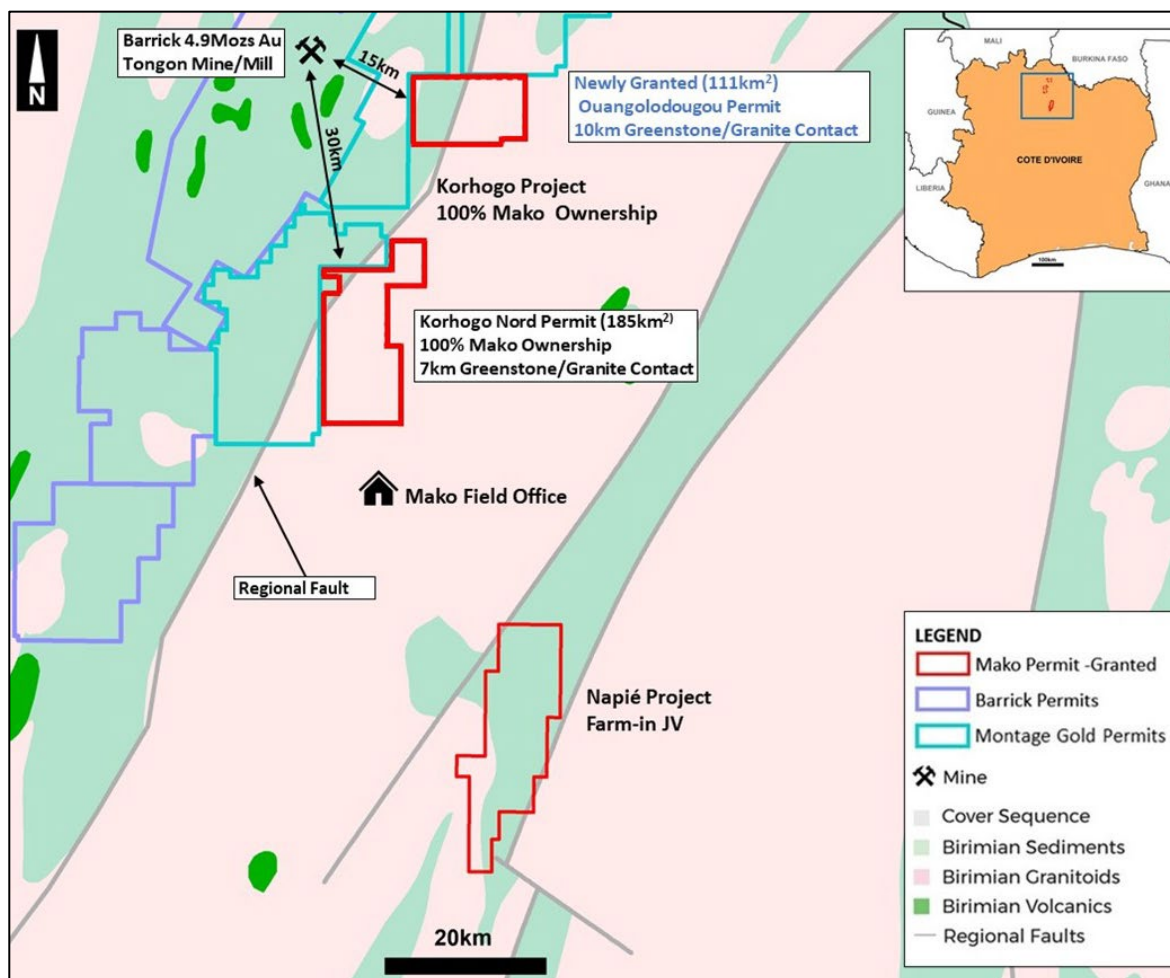 N
Barrick 4.9Mozs Au
Tongon Mine/Mill
15km
30km
Newly Granted (111km²)
Ouangolodougou Permit
10km Greenstone/Granite Contact
Korhogo Project
100% Mako Ownership
Korhogo Nord Permit (185km²)
100% Mako Ownership
7km Greenstone/Granite Contact
Mako Field Office
Regional Fault
Napié Project
Farm-in JV
20km
MALI
BURKINA FASO
GUINEA
COTE D'IVOIRE
LIBERIA
GHANA
100km
LEGEND
Mako Permit -Granted
Barrick Permits
Montage Gold Permits
Mine
Cover Sequence
Birimian Sediments
Birimian Granitoids
Birimian Volcanics
Regional Faults